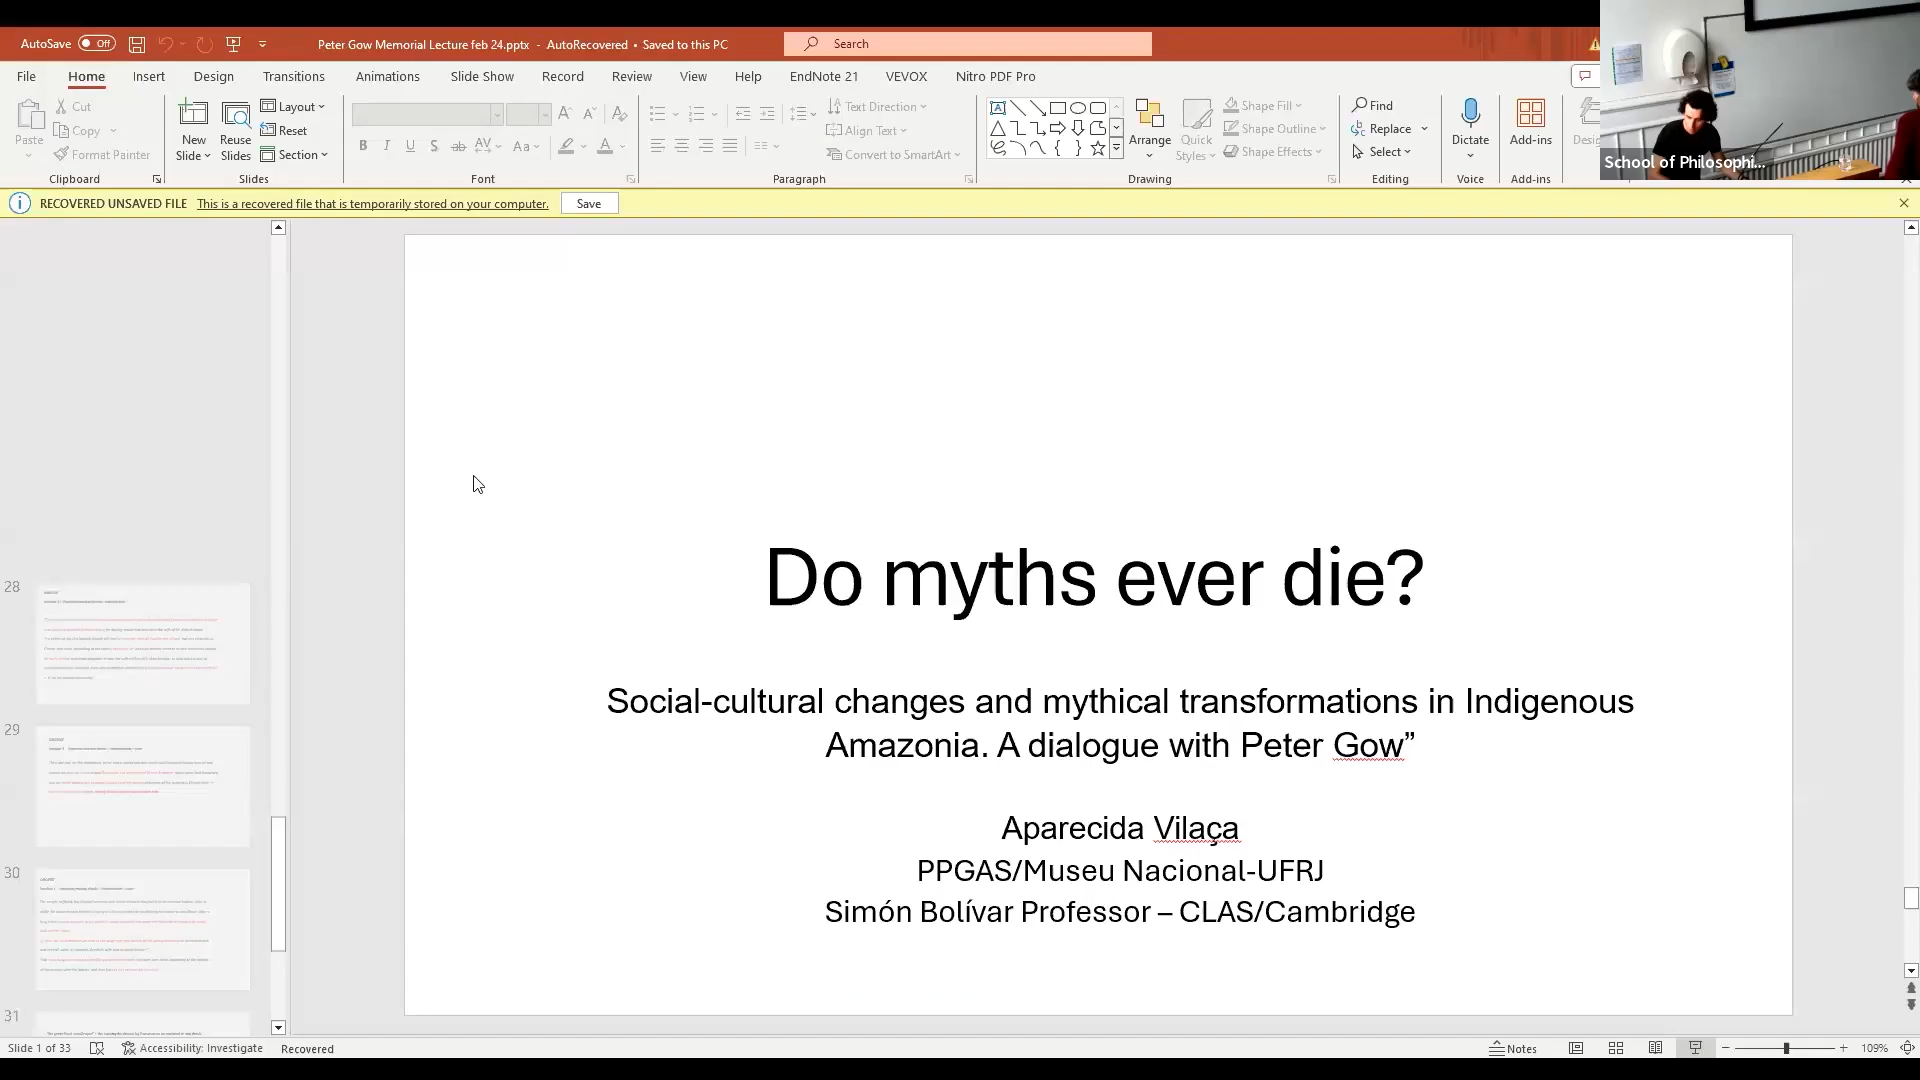 AutoSave Off Peter Gow Memorial Lecture feb 24.pptx - AutoRecovered • Saved to this PC Search
File Home Insert Design Transitions Animations Slide Show Record Review View Help EndNote 21 VEVOX Nitro PDF Pro
Paste
Cut
Copy
Format Painter
Clipboard
New Slide
Reuse Slides
Layout
Reset
Section
Slides
B I U S ab AV Aa A
Font
Text Direction
Align Text
Convert to SmartArt
Paragraph
Arrange
Quick Styles
Shape Fill
Shape Outline
Shape Effects
Drawing
Find
Replace
Select
Editing
Dictate
Voice
Add-ins
Add-ins
School of Philosophi...
RECOVERED UNSAVED FILE This is a recovered file that is temporarily stored on your computer. Save
28
29
30
31
Do myths ever die?
Social-cultural changes and mythical transformations in Indigenous
Amazonia. A dialogue with Peter Gow”
Aparecida Vilaça
PPGAS/Museu Nacional-UFRJ
Simón Bolívar Professor – CLAS/Cambridge
Slide 1 of 33 Accessibility: Investigate Recovered Notes 109%